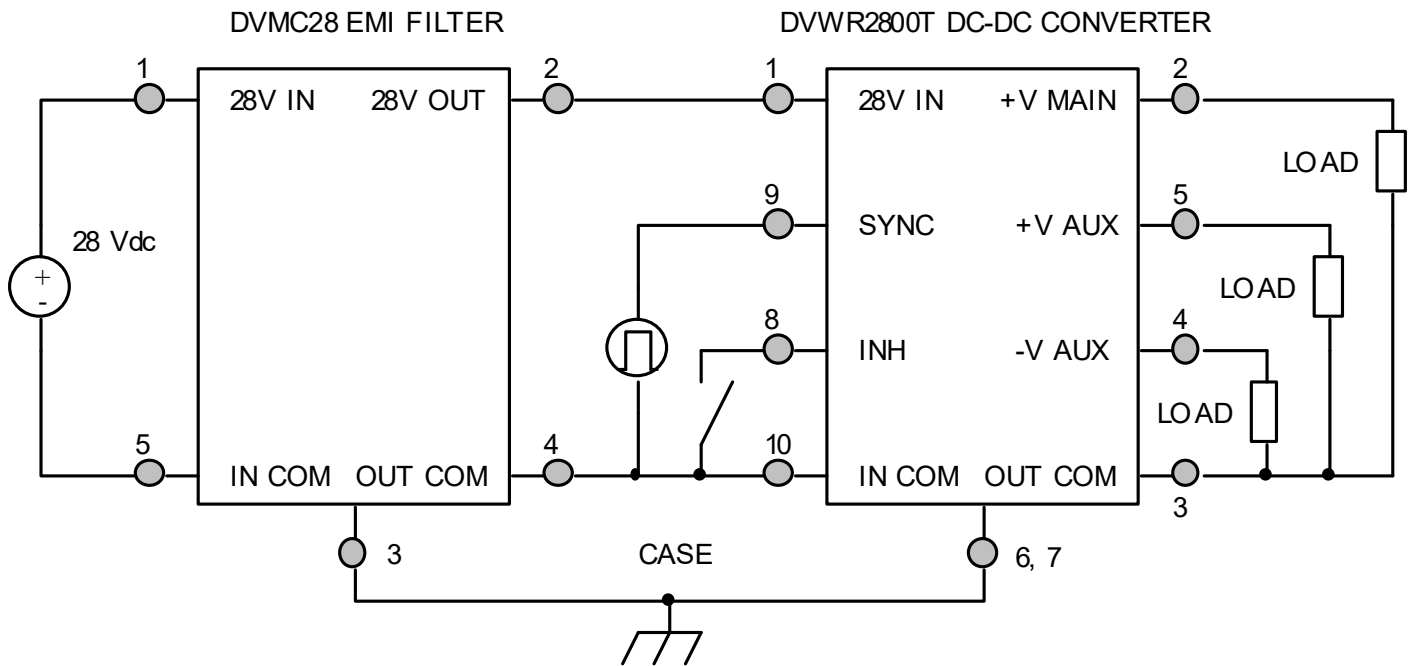 DVMC28 EMI FILTER
DVWR2800T DC-DC CONVERTER
1
28V IN
28V OUT
2
1
28V IN
+V MAIN
2
LOAD
9
SYNC
+V AUX
5
28 Vdc
+
-
LOAD
8
INH
-V AUX
4
LOAD
5
IN COM
OUT COM
4
10
IN COM
OUT COM
3
3
CASE
6, 7